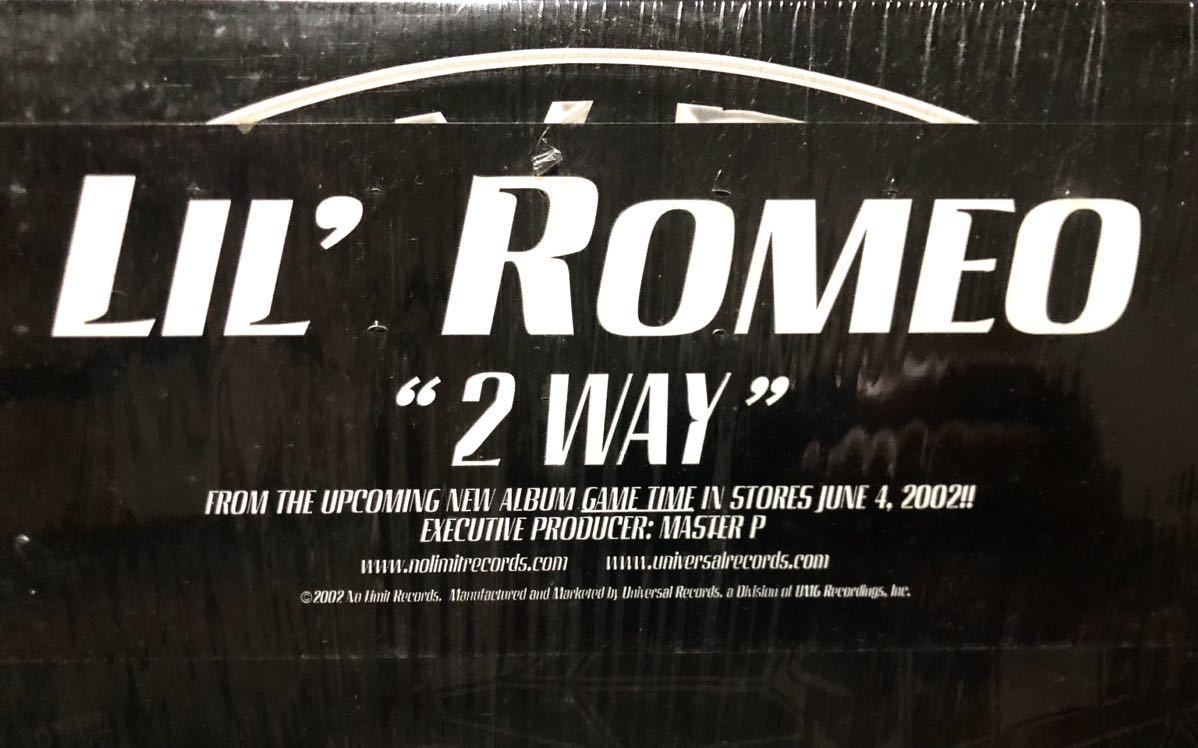 LIL' ROMEO
“2 WAY”
FROM THE UPCOMING NEW ALBUM GAME TIME IN STORES JUNE 4, 2002!!
EXECUTIVE PRODUCER: MASTER P
www.nolimitrecords.com www.universalrecords.com
©2002 No Limit Records. Manufactured and Marketed by Universal Records, a Division of UMG Recordings, Inc.